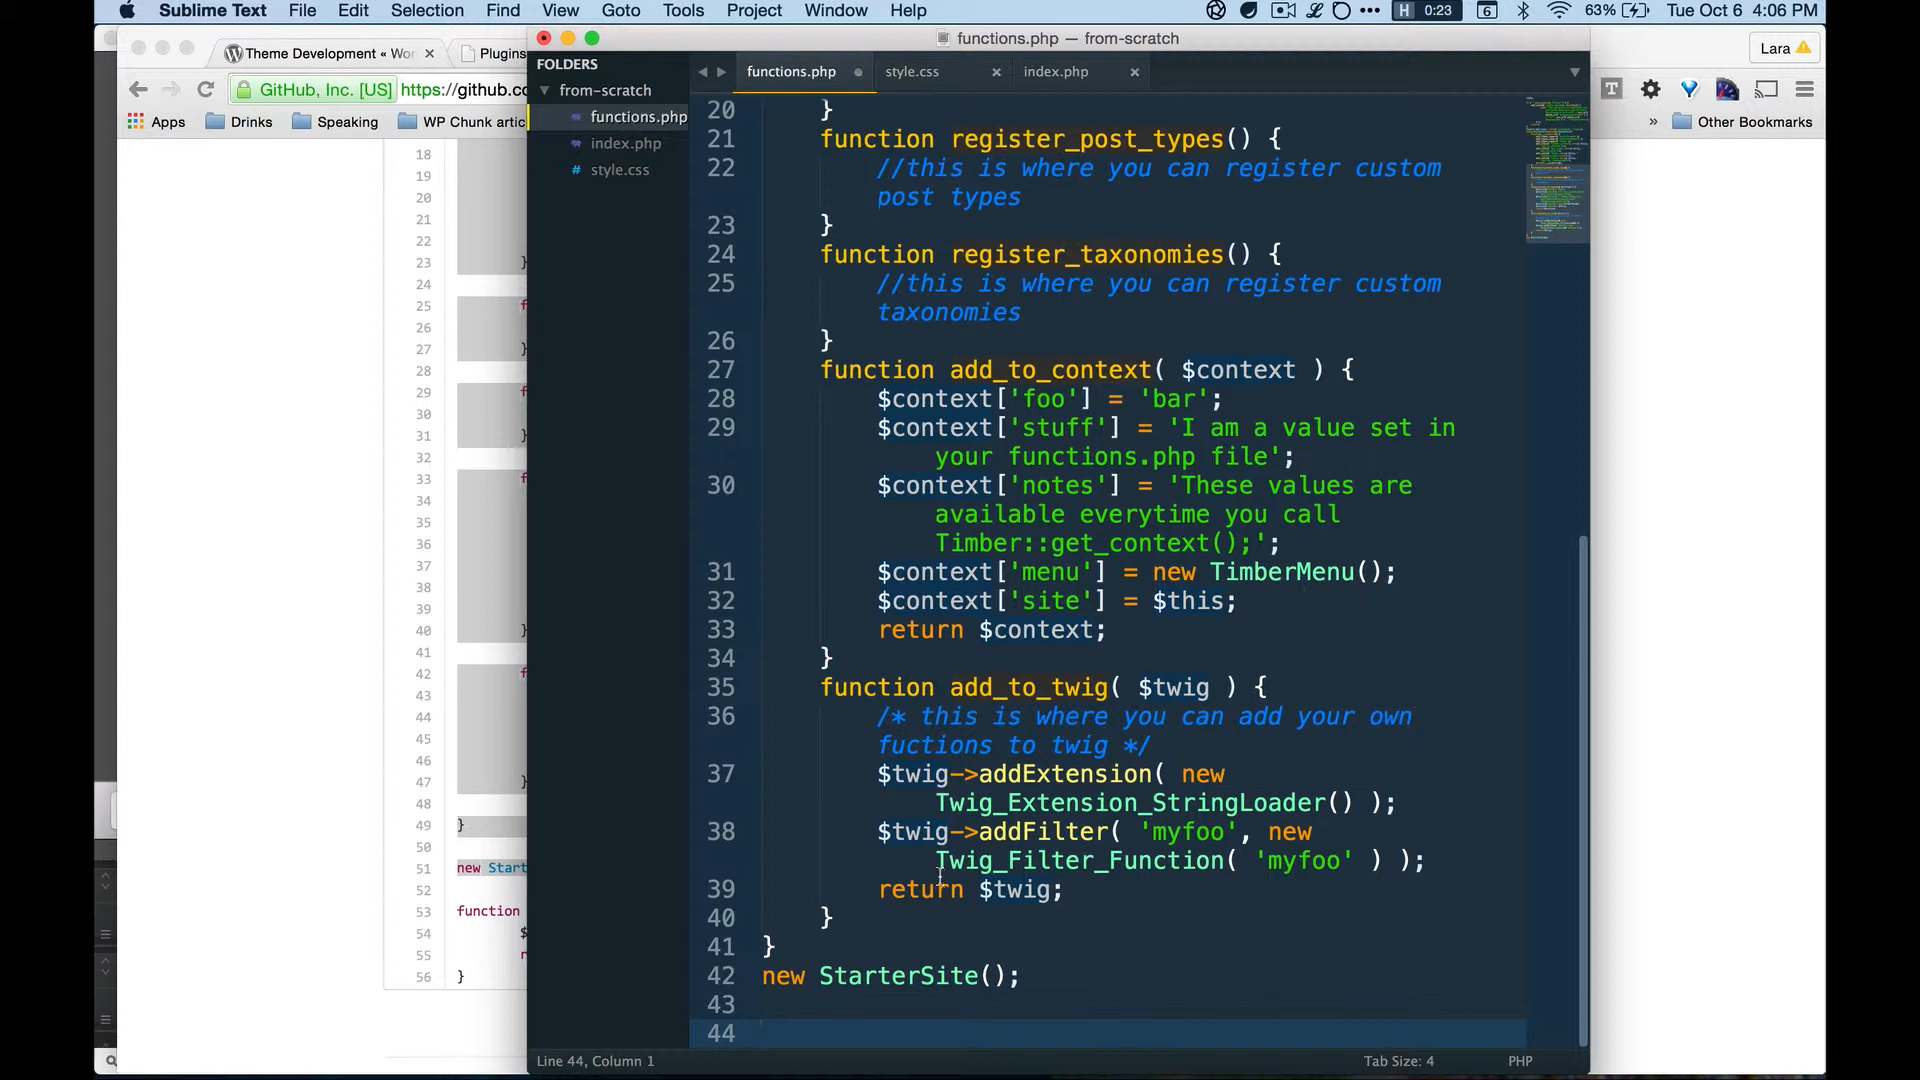 Sublime Text File Edit Selection Find View Goto Tools Project Window Help H 0:23 6 63% Tue Oct 6 4:06 PM
Theme Development « Wor
Plugins
functions.php — from-scratch
Lara
GitHub, Inc. [US] https://github.co
Apps Drinks Speaking WP Chunk artic
» Other Bookmarks
FOLDERS
from-scratch
functions.php
index.php
style.css
functions.php
style.css
index.php
18
19
20
21
22
23 }
24
25 f
26
27 }
28
29 f
30
31 }
32
33 f
34
35
36
37
38
39
40 }
41
42 f
43
44
45
46
47 }
48
49 }
50
51 new Start
52
53 function
54 $
55 r
56 }
20 }
21 function register_post_types() {
22 //this is where you can register custom
post types
23 }
24 function register_taxonomies() {
25 //this is where you can register custom
taxonomies
26 }
27 function add_to_context( $context ) {
28 $context['foo'] = 'bar';
29 $context['stuff'] = 'I am a value set in
your functions.php file';
30 $context['notes'] = 'These values are
available everytime you call
Timber::get_context();';
31 $context['menu'] = new TimberMenu();
32 $context['site'] = $this;
33 return $context;
34 }
35 function add_to_twig( $twig ) {
36 /* this is where you can add your own
fuctions to twig */
37 $twig->addExtension( new
Twig_Extension_StringLoader() );
38 $twig->addFilter( 'myfoo', new
Twig_Filter_Function( 'myfoo' ) );
39 return $twig;
40 }
41 }
42 new StarterSite();
43
44
Line 44, Column 1
Tab Size: 4
PHP